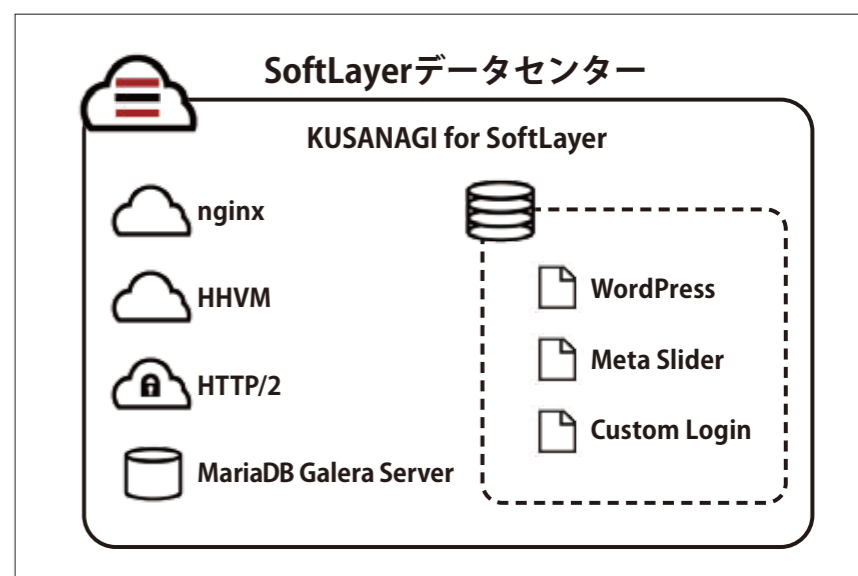 SoftLayerデータセンター
KUSANAGI for SoftLayer
nginx
HHVM
HTTP/2
MariaDB Galera Server
WordPress
Meta Slider
Custom Login